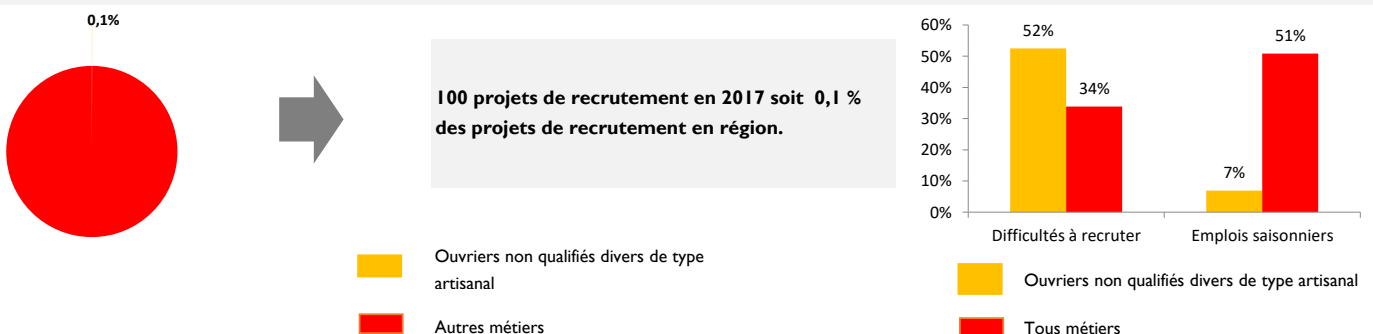 0,1%
100 projets de recrutement en 2017 soit 0,1 %
des projets de recrutement en région.
Ouvriers non qualifiés divers de type
artisanal
Autres métiers
60%
50%
40%
30%
20%
10%
0%
52%
34%
7%
51%
Difficultés à recruter
Emplois saisonniers
Ouvriers non qualifiés divers de type artisanal
Tous métiers